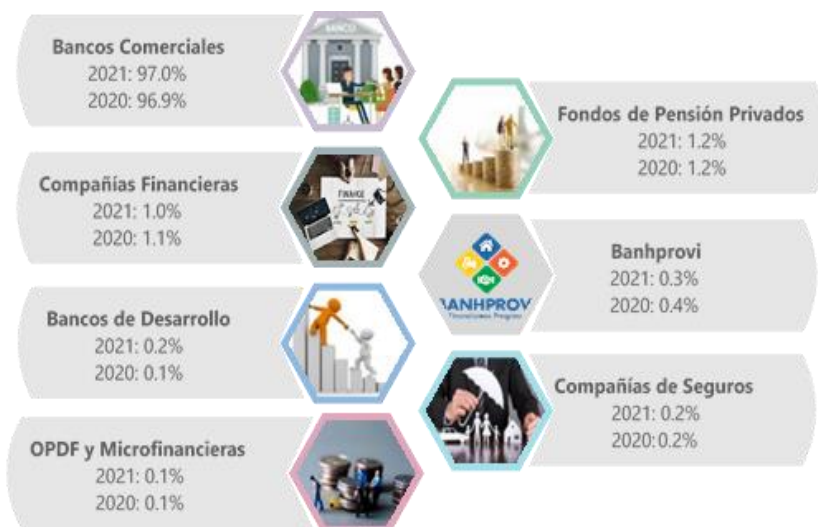 Bancos Comerciales
2021: 97.0%
2020: 96.9%
BANCO
Compañías Financieras
2021: 1.0%
2020: 1.1%
FINANCE
Bancos de Desarrollo
2021: 0.2%
2020: 0.1%
OPDF y Microfinancieras
2021: 0.1%
2020: 0.1%
Fondos de Pensión Privados
2021: 1.2%
2020: 1.2%
Banhprovi
2021: 0.3%
2020: 0.4%
BANHPROVI
Compañías de Seguros
2021: 0.2%
2020: 0.2%